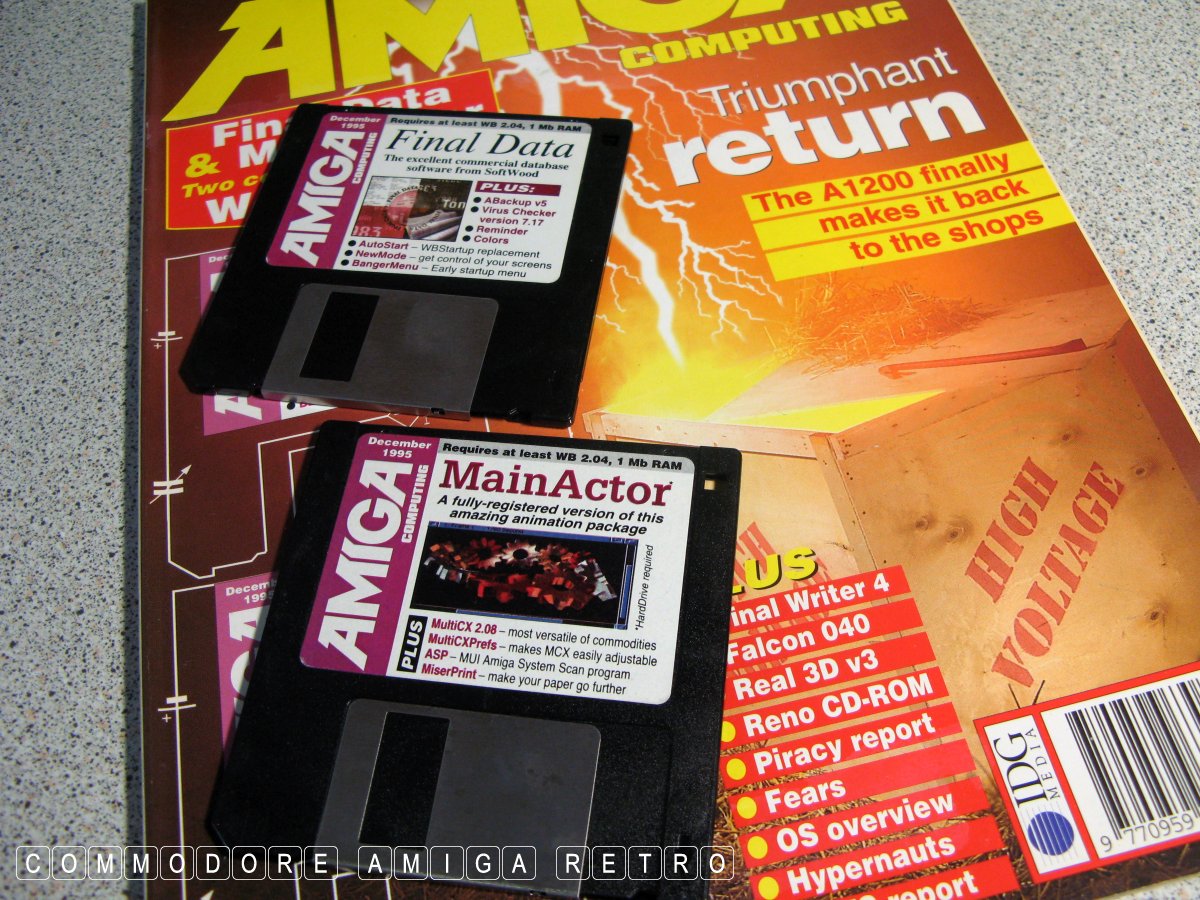 AMIGA
COMPUTING
Triumphant
return
The A1200 finally
makes it back
to the shops
Fin
&
Two
December
1995
AMIGA
COMPUTING
Requires at least WB 2.04, 1 Mb RAM
Final Data
The excellent commercial database
software from SoftWood
PLUS:
ABackup v5
Virus Checker
version 7.17
Reminder
Colors
AutoStart – WBStartup replacement
NewMode – get control of your screens
BangerMenu – Early startup menu
December
1995
AMIGA
COMPUTING
Requires at least WB 2.04, 1 Mb RAM
MainActor
A fully-registered version of this
amazing animation package
*HardDrive required
PLUS
MultiCX 2.08 – most versatile of commodities
MultiCXPrefs – makes MCX easily adjustable
ASP – MUI Amiga System Scan program
MiserPrint – make your paper go further
HIGH
VOLTAGE
LUS
inal Writer 4
Falcon 040
Real 3D v3
Reno CD-ROM
Piracy report
Fears
OS overview
Hypernauts
report
IDG
MEDIA
9 770959
COMMODORE AMIGA RETRO